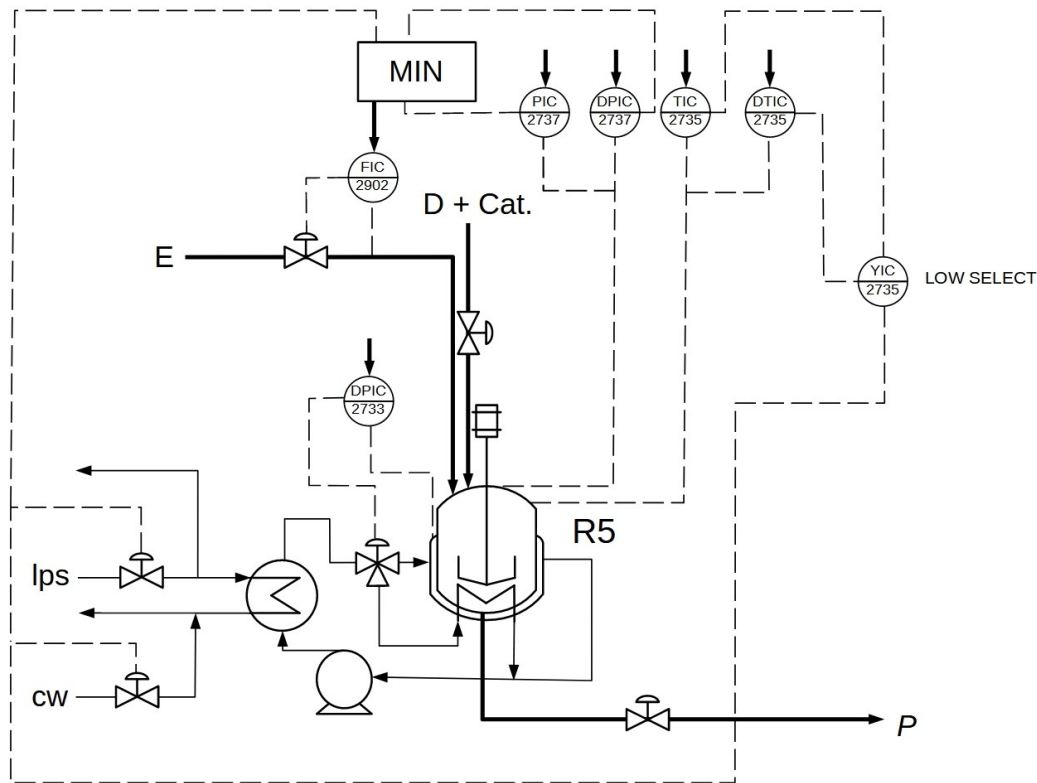 MIN
PIC
2737
DPIC
2737
TIC
2735
DTIC
2735
FIC
2902
D + Cat.
E
YIC
2735
LOW SELECT
DPIC
2733
R5
lps
cw
P